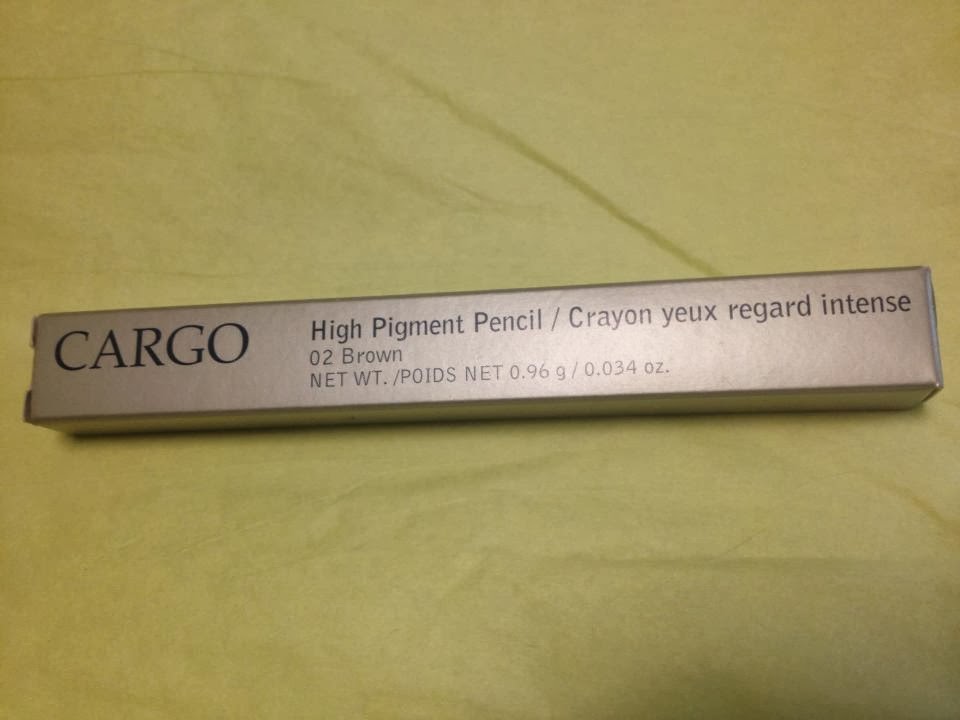 CARGO
High Pigment Pencil / Crayon yeux regard intense
02 Brown
NET WT. /POIDS NET 0.96 g / 0.034 oz.